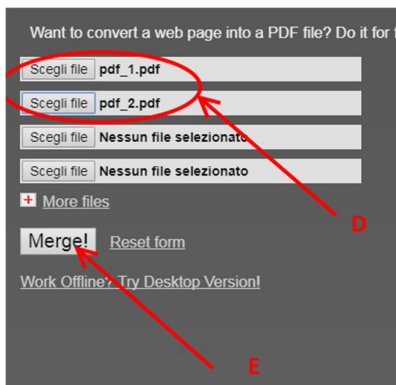 Want to convert a web page into a PDF file? Do it for
Scegli file pdf_1.pdf
Scegli file pdf_2.pdf
Scegli file Nessun file selezionato
Scegli file Nessun file selezionato
+ More files
D
Merge! Reset form
Work Offline? Try Desktop Version!
E